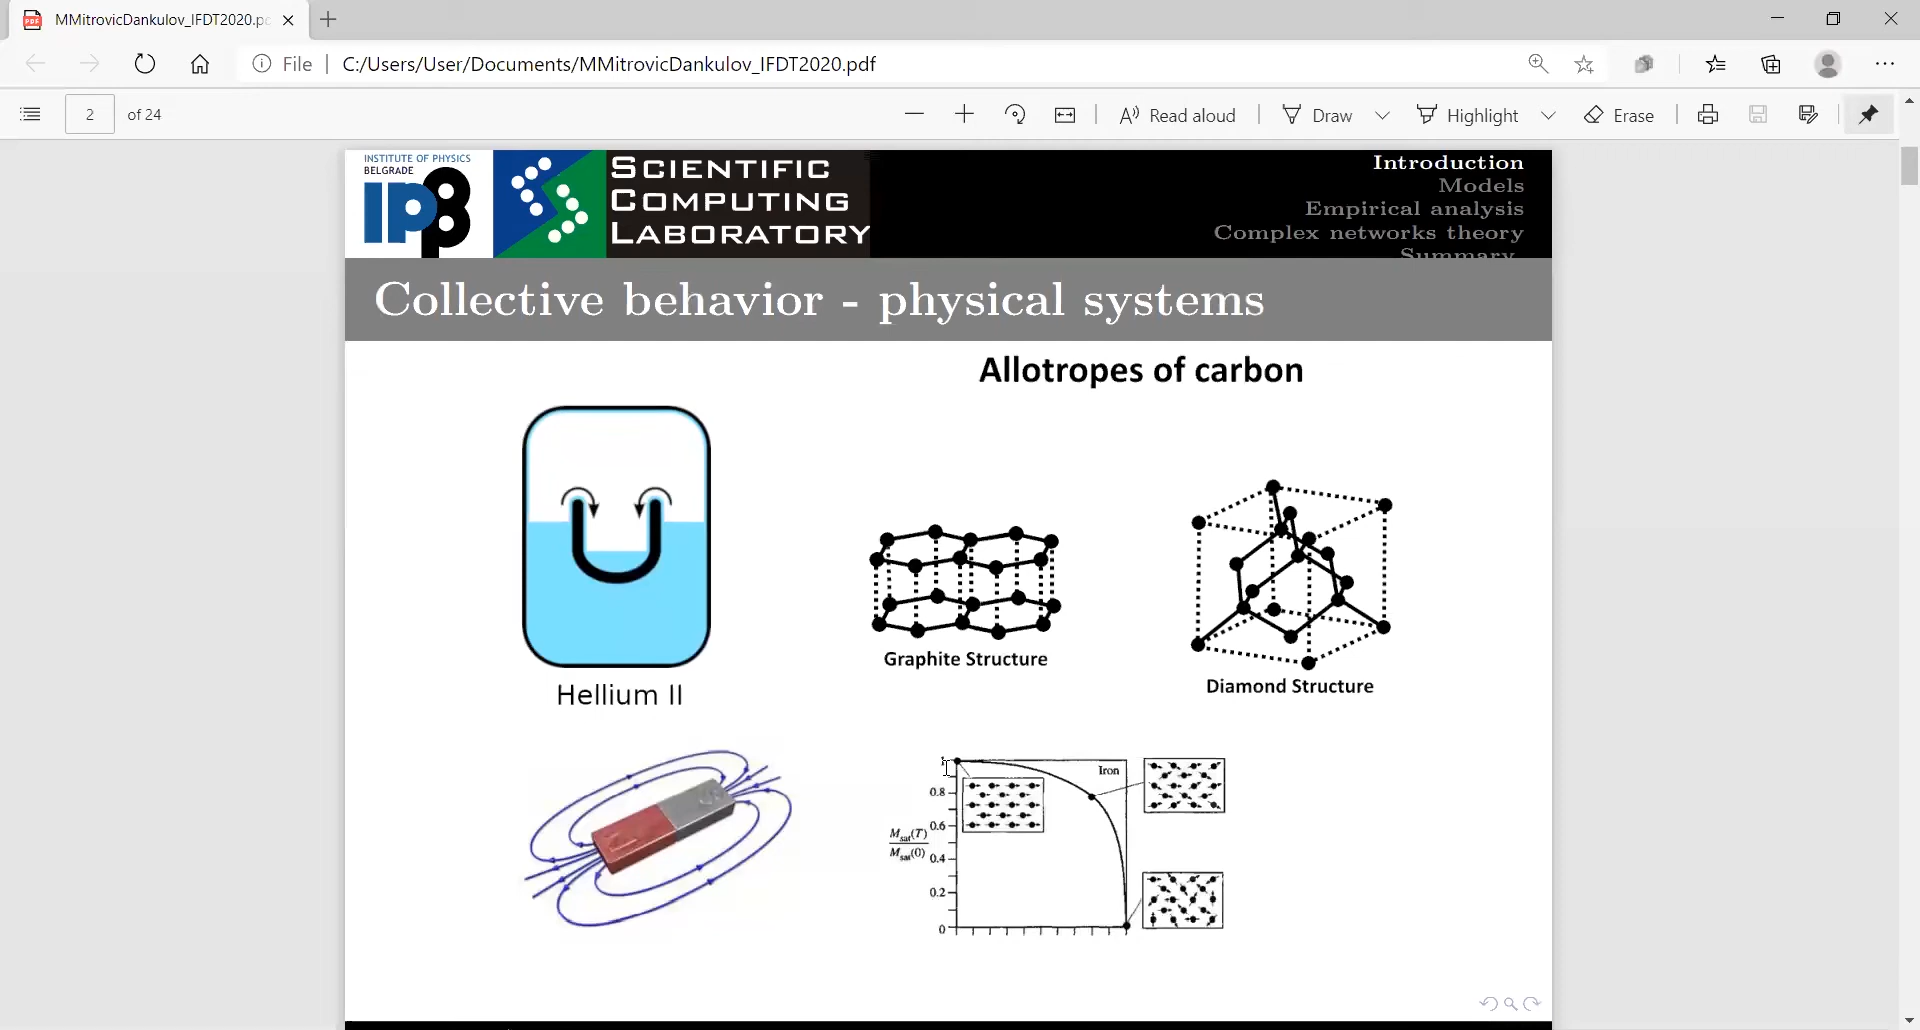 MMitrovicDankulov_IFDT2020.pd
File
C:/Users/User/Documents/MMitrovicDankulov_IFDT2020.pdf
2 of 24
Read aloud
Draw
Highlight
Erase
INSTITUTE OF PHYSICS
BELGRADE
IPB
SCIENTIFIC
COMPUTING
LABORATORY
Introduction
Models
Empirical analysis
Complex networks theory
Summary
Collective behavior - physical systems
Allotropes of carbon
Hellium II
Graphite Structure
Diamond Structure
Iron
0.8
0.6
0.4
0.2
0
Msat(T)
Msat(0)